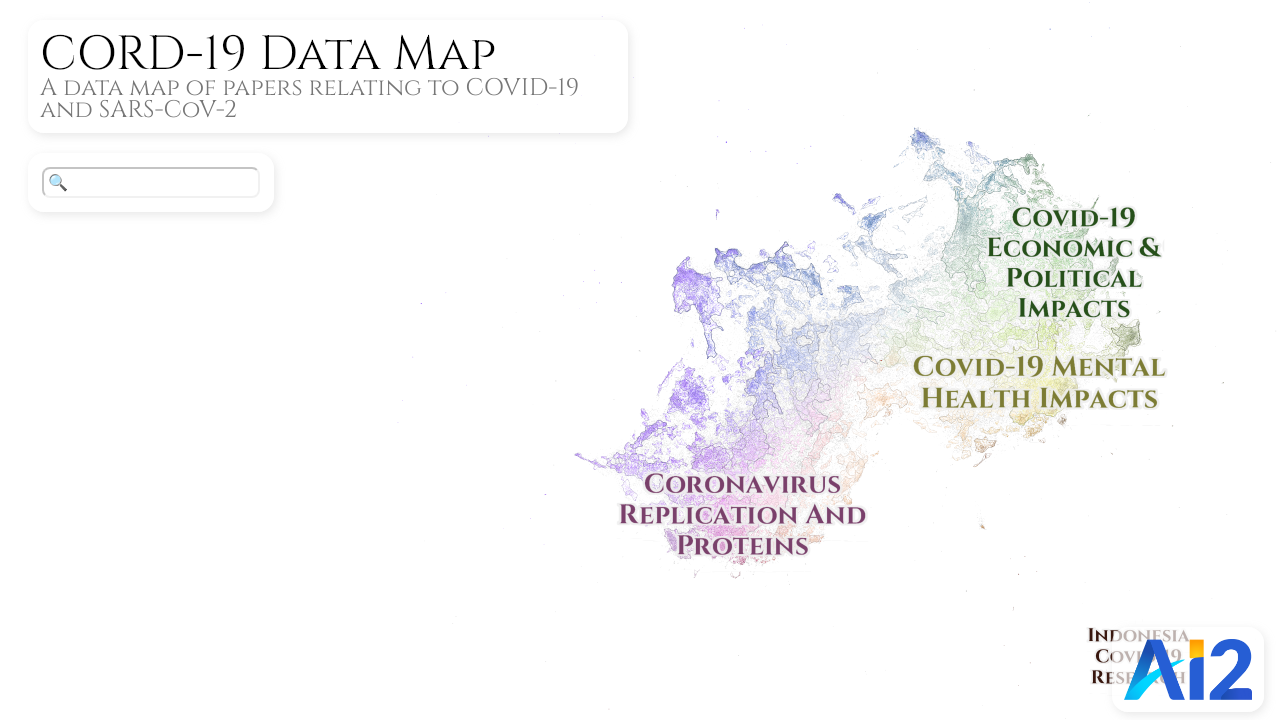 CORD-19 Data Map
A data map of papers relating to COVID-19
and SARS-CoV-2
Covid-19
Economic &
Political
Impacts
Covid-19 Mental
Health Impacts
Coronavirus
Replication And
Proteins
Indonesia
Covid-19
Research
Ai2